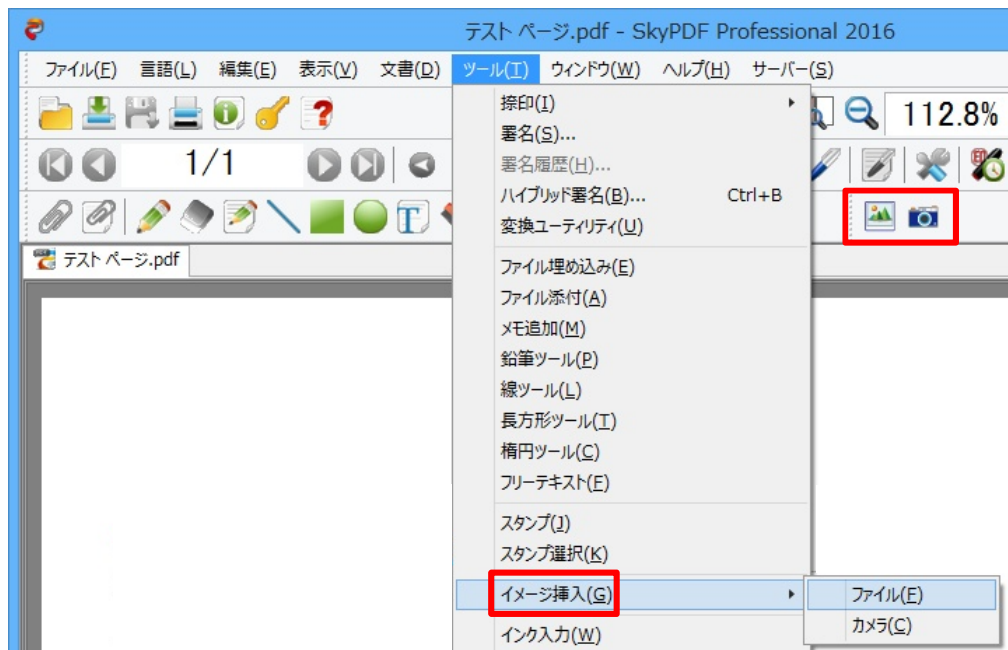 テスト ページ.pdf - SkyPDF Professional 2016
ファイル(F) 言語(L) 編集(E) 表示(V) 文書(D) ツール(T) ウィンドウ(W) ヘルプ(H) サーバー(S)
112.8%
1/1
テスト ページ.pdf
捺印(I)
署名(S)...
署名履歴(H)...
ハイブリッド署名(B)... Ctrl+B
変換ユーティリティ(U)
ファイル埋め込み(E)
ファイル添付(A)
メモ追加(M)
鉛筆ツール(P)
線ツール(L)
長方形ツール(T)
楕円ツール(C)
フリーテキスト(F)
スタンプ(J)
スタンプ選択(K)
イメージ挿入(G)
ファイル(F)
カメラ(C)
インク入力(W)